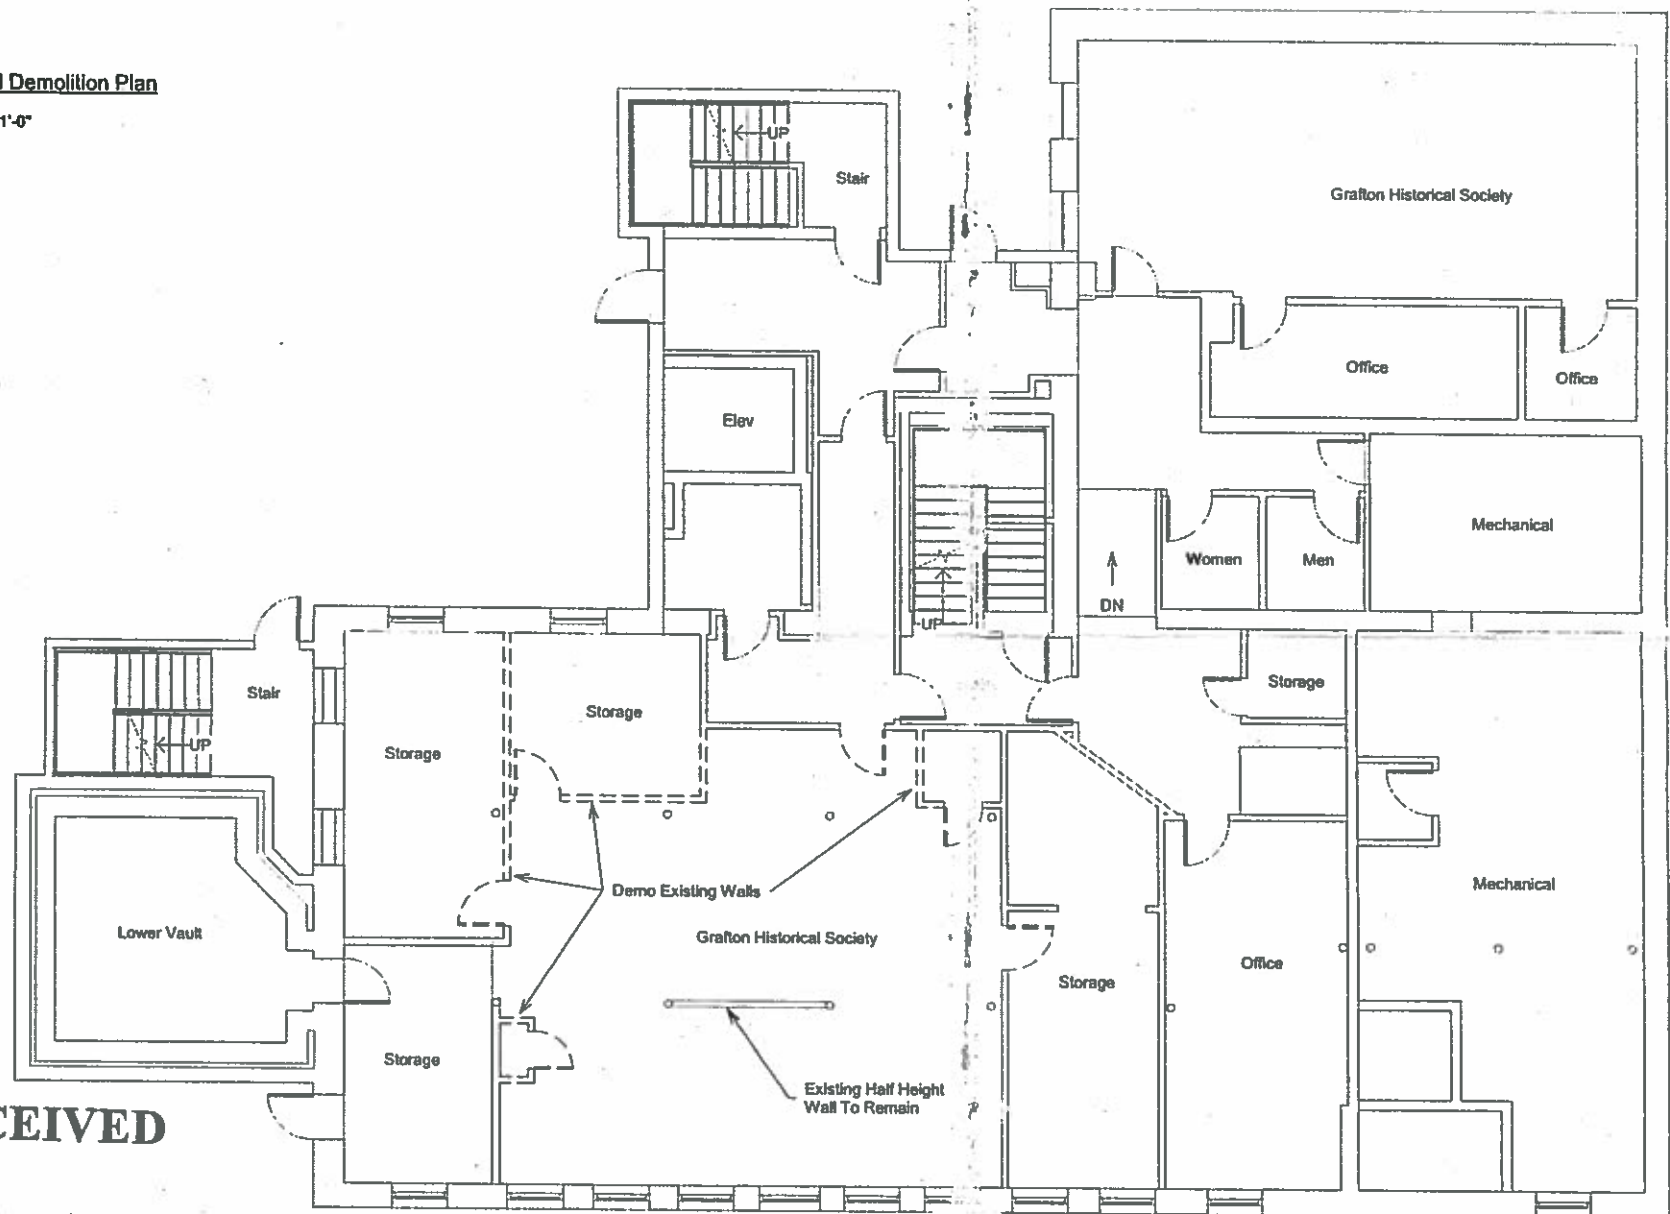 Demolition Plan
1'-0"
UP
Stair
Grafton Historical Society
Office
Office
Elev
Mechanical
Women
Men
DN
UP
Stair
UP
Storage
Storage
Storage
Lower Vault
Demo Existing Walls
Grafton Historical Society
Storage
Office
Mechanical
Storage
Existing Half Height
Wall To Remain
CEIVED